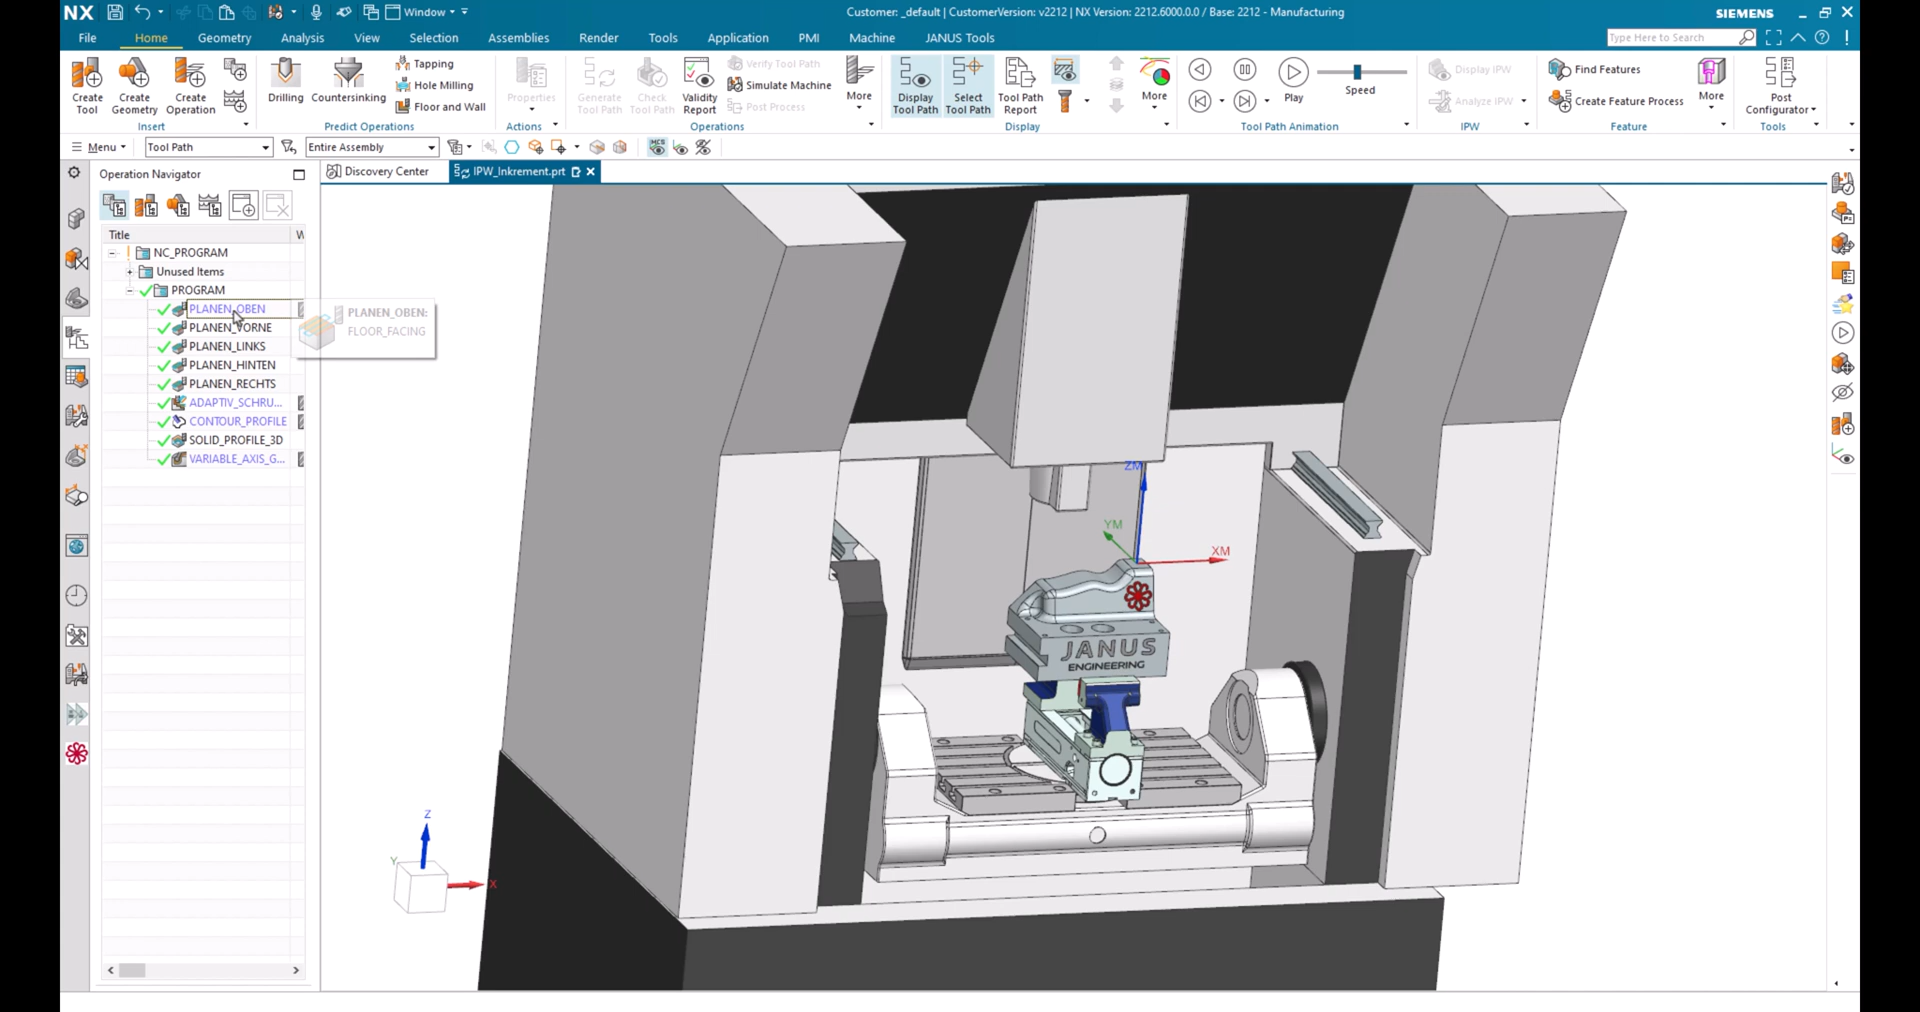 NX
Window
Customer: _default | CustomerVersion: v2212 | NX Version: 2212.6000.0.0 / Base: 2212 - Manufacturing
SIEMENS
File
Home
Geometry
Analysis
View
Selection
Assemblies
Render
Tools
Application
PMI
Machine
JANUS Tools
Type Here to Search
Create Tool
Create Geometry
Create Operation
Insert
Drilling
Countersinking
Tapping
Hole Milling
Floor and Wall
Predict Operations
Properties
Actions
Generate Tool Path
Check Tool Path
Validity Report
Verify Tool Path
Simulate Machine
Post Process
More
Operations
Display Tool Path
Select Tool Path
Tool Path Report
More
Display
Play
Speed
Tool Path Animation
Display IPW
Analyze IPW
IPW
Find Features
Create Feature Process
More
Feature
Post Configurator
Tools
Menu
Tool Path
Entire Assembly
MCS
Operation Navigator
Discovery Center
IPW_Inkrement.prt
Title
NC_PROGRAM
Unused Items
PROGRAM
PLANEN_OBEN
PLANEN_VORNE
PLANEN_LINKS
PLANEN_HINTEN
PLANEN_RECHTS
ADAPTIV_SCHRU...
CONTOUR_PROFILE
SOLID_PROFILE_3D
VARIABLE_AXIS_G...
PLANEN_OBEN:
FLOOR_FACING
ZM
YM
XM
JANUS
ENGINEERING
Z
Y
X